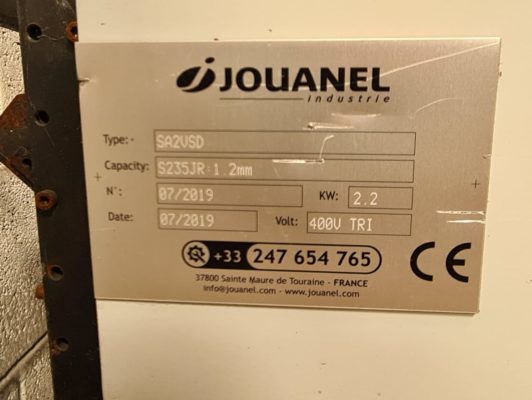 JOUANEL
industrie
Type:- SA2VSD
Capacity: S235JR:1.2mm
N°: 07/2019 KW: 2.2
Date: 07/2019 Volt: 400V TRI
+33 247 654 765
37800 Sainte Maure de Touraine - FRANCE
info@jouanel.com - www.jouanel.com
CE